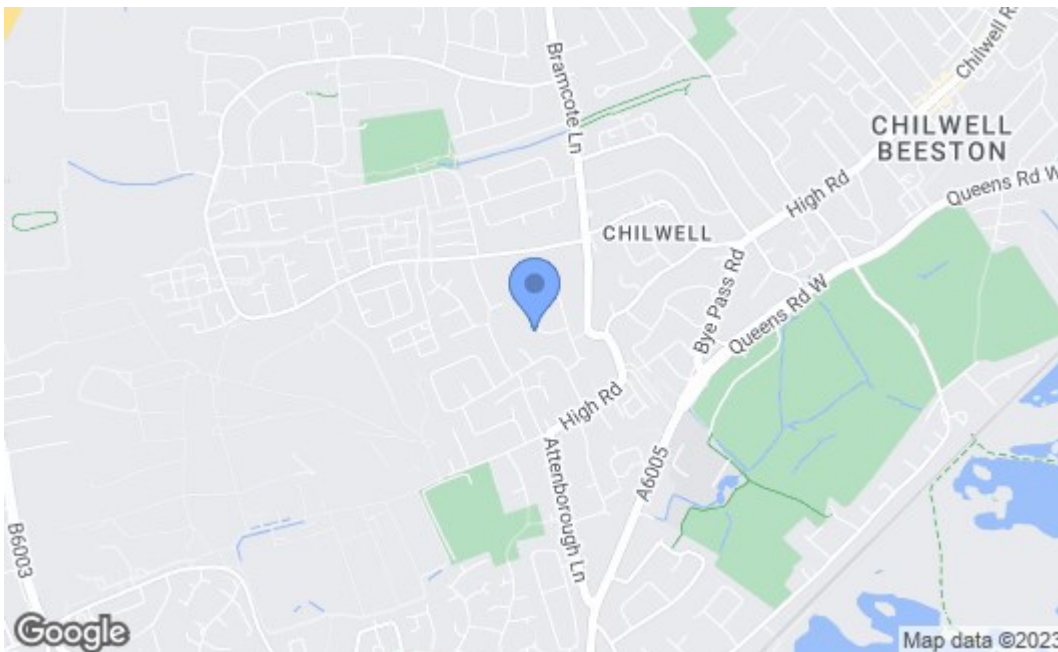 Bramcote Ln
Chilwell Rd
CHILWELL
BEESTON
Queens Rd W
High Rd
CHILWELL
Bye Pass Rd
Queens Rd W
High Rd
Attenborough Ln
A6005
B6003
Google
Map data ©2023